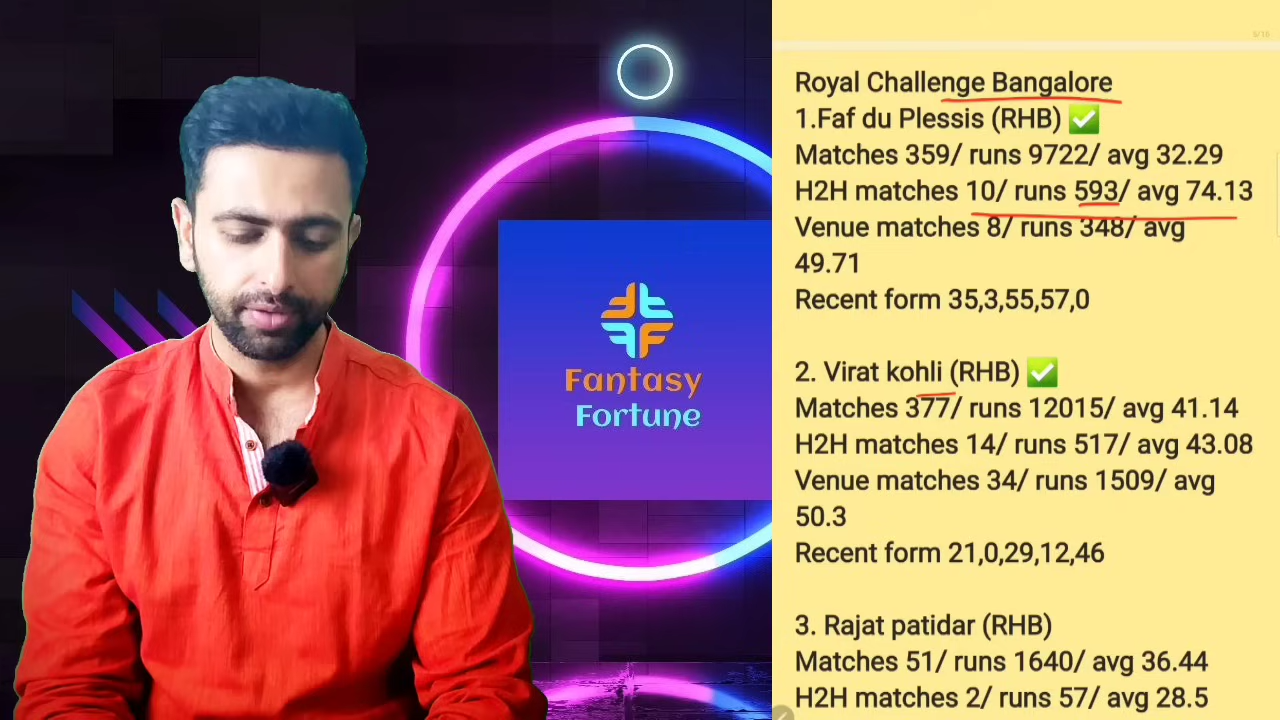 5/15
Royal Challenge Bangalore
1.Faf du Plessis (RHB) ✅
Matches 359/ runs 9722/ avg 32.29
H2H matches 10/ runs 593/ avg 74.13
Venue matches 8/ runs 348/ avg
49.71
Recent form 35,3,55,57,0
2. Virat kohli (RHB) ✅
Matches 377/ runs 12015/ avg 41.14
H2H matches 14/ runs 517/ avg 43.08
Venue matches 34/ runs 1509/ avg
50.3
Recent form 21,0,29,12,46
3. Rajat patidar (RHB)
Matches 51/ runs 1640/ avg 36.44
H2H matches 2/ runs 57/ avg 28.5
Fantasy
Fortune